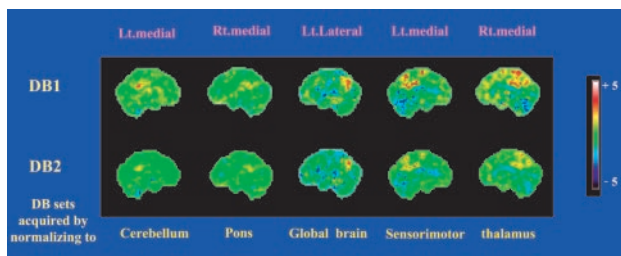 Lt.medial Rt.medial Lt.Lateral Lt.medial Rt.medial
DB1
+ 5
DB2
- 5
DB sets
acquired by
normalizing to
Cerebellum Pons Global brain Sensorimotor thalamus